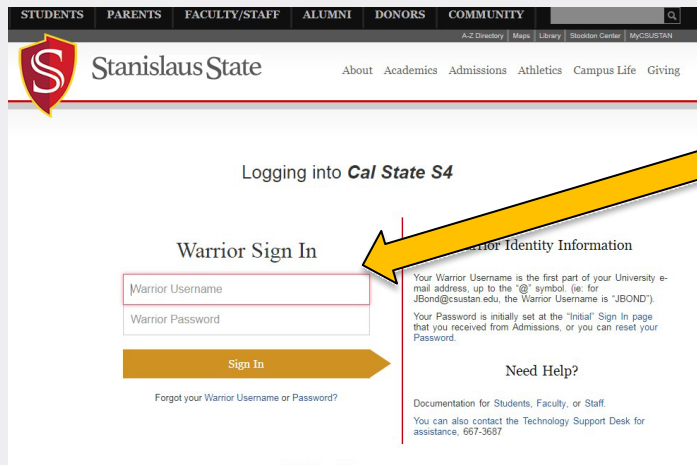 STUDENTS PARENTS FACULTY/STAFF ALUMNI DONORS COMMUNITY
A-Z Directory Maps Library Stockton Center MyCSUSTAN
S
Stanislaus State
About Academics Admissions Athletics Campus Life Giving
Logging into Cal State S4
Warrior Sign In
Warrior Username
Warrior Password
Sign In
Forgot your Warrior Username or Password?
Identity Information
Your Warrior Username is the first part of your University e-
mail address, up to the "@" symbol. (ie: for
JBond@csustan.edu, the Warrior Username is "JBOND").
Your Password is initially set at the "Initial" Sign In page
that you received from Admissions, or you can reset your
Password.
Need Help?
Documentation for Students, Faculty, or Staff.
You can also contact the Technology Support Desk for
assistance, 667-3687